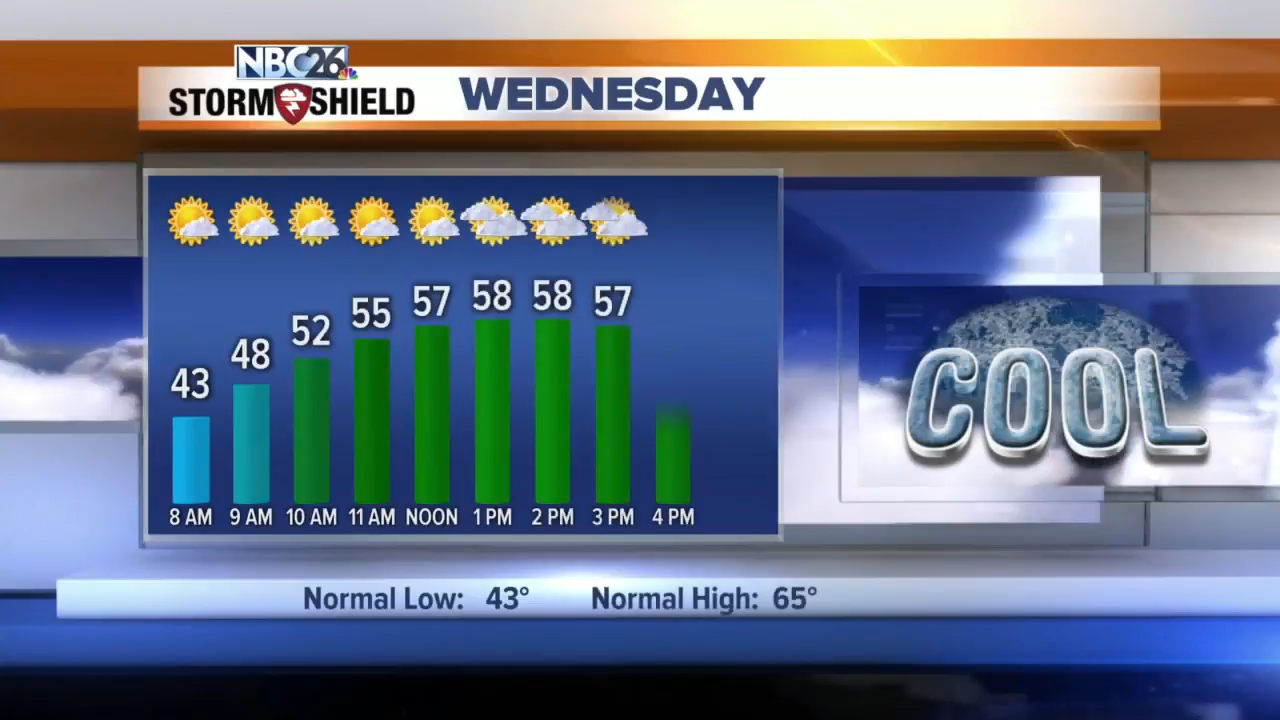 NBC26
STORM SHIELD
WEDNESDAY
43 48 52 55 57 58 58 57
8 AM 9 AM 10 AM 11 AM NOON 1 PM 2 PM 3 PM 4 PM
COOL
Normal Low: 43° Normal High: 65°